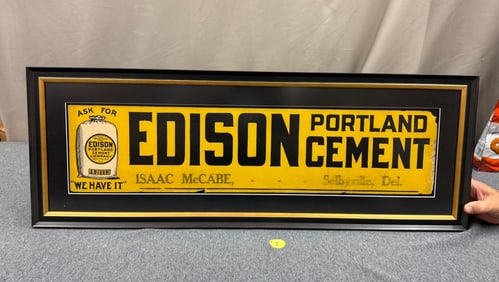 ASK FOR
EDISON
PORTLAND
CEMENT
COMPANY
"WE HAVE IT"
EDISON PORTLAND
CEMENT
ISAAC McCABE, - - - Selbyville, Del.